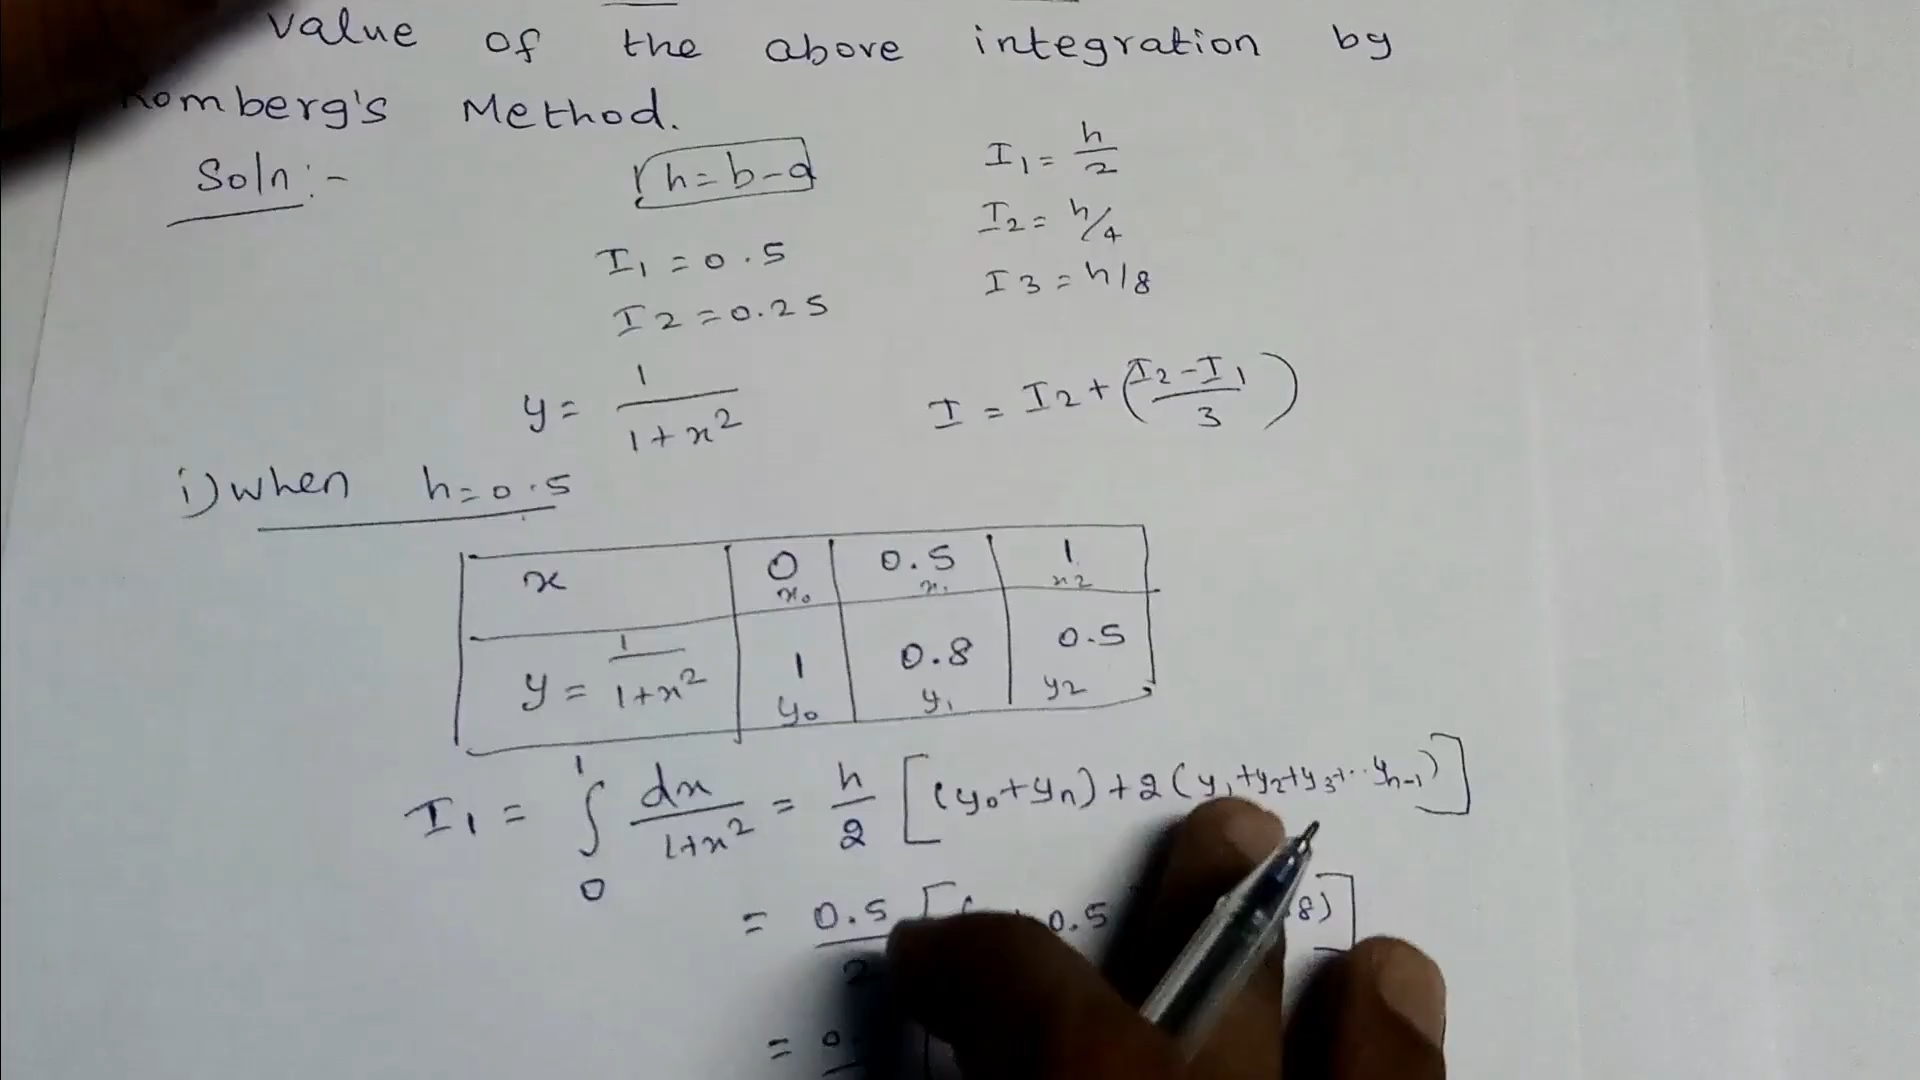 value of the above integration by
Romberg's Method.
Soln:-
h=b-a
I1 = h/2
I2 = h/4
I3 = h/8
I1 = 0.5
I2 = 0.25
y = 1/(1+x²)
I = I2 + ((I2-I1)/3)
i) when h=0.5
x 0 0.5 1
x0 x1 x2
y = 1/(1+x²) 1 0.8 0.5
y0 y1 y2
I1 = ∫₀¹ dx/(1+x²) = h/2 [(y0+yn)+2(y1+y2+y3+..yn-1)]
= 0.5/2 [( 0.5 8)]
= 0